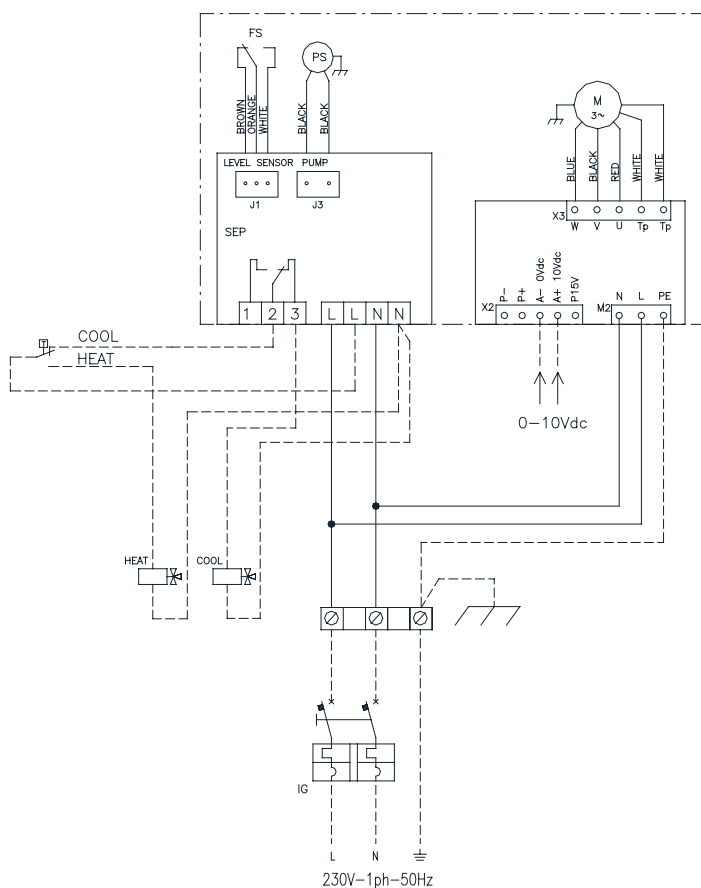 FS
PS
M
3~
BROWN
ORANGE
WHITE
BLACK
BLACK
BLUE
BLACK
RED
WHITE
WHITE
LEVEL SENSOR PUMP
J1
J3
SEP
X3
W V U Tp Tp
P-
P+
A- 0Vdc
A+ 10Vdc
P15V
N L PE
X2
M2
1 2 3 L L N N
COOL
T
HEAT
0-10Vdc
HEAT
COOL
IG
L N
230V-1ph-50Hz